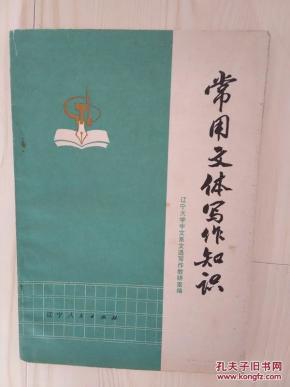 常用文体写作知识
辽宁大学中文系文选写作教研室编
辽宁人民出版社
孔夫子旧书网